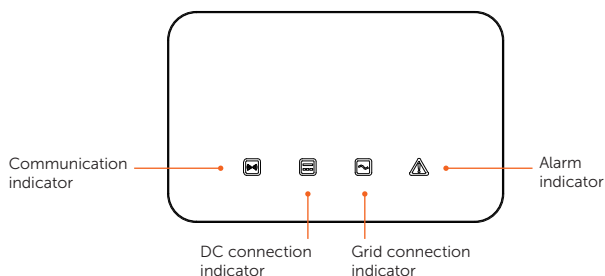 Communication
indicator
Alarm
indicator
DC connection
indicator
Grid connection
indicator